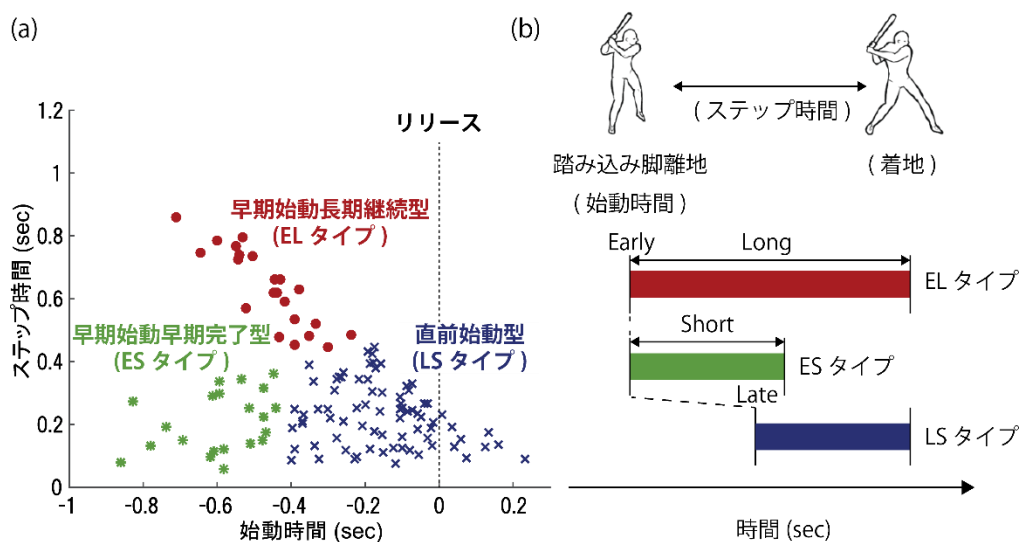 (a)
1.2
1
0.8
0.6
0.4
0.2
0
ステップ時間 (sec)
リリース
早期始動長期継続型
(EL タイプ )
早期始動早期完了型
(ES タイプ )
直前始動型
(LS タイプ )
-1
-0.8
-0.6
-0.4
-0.2
0
0.2
始動時間 (sec)
(b)
( ステップ時間 )
踏み込み脚離地
( 始動時間 )
( 着地 )
Early
Long
EL タイプ
Short
ES タイプ
Late
LS タイプ
時間 (sec)